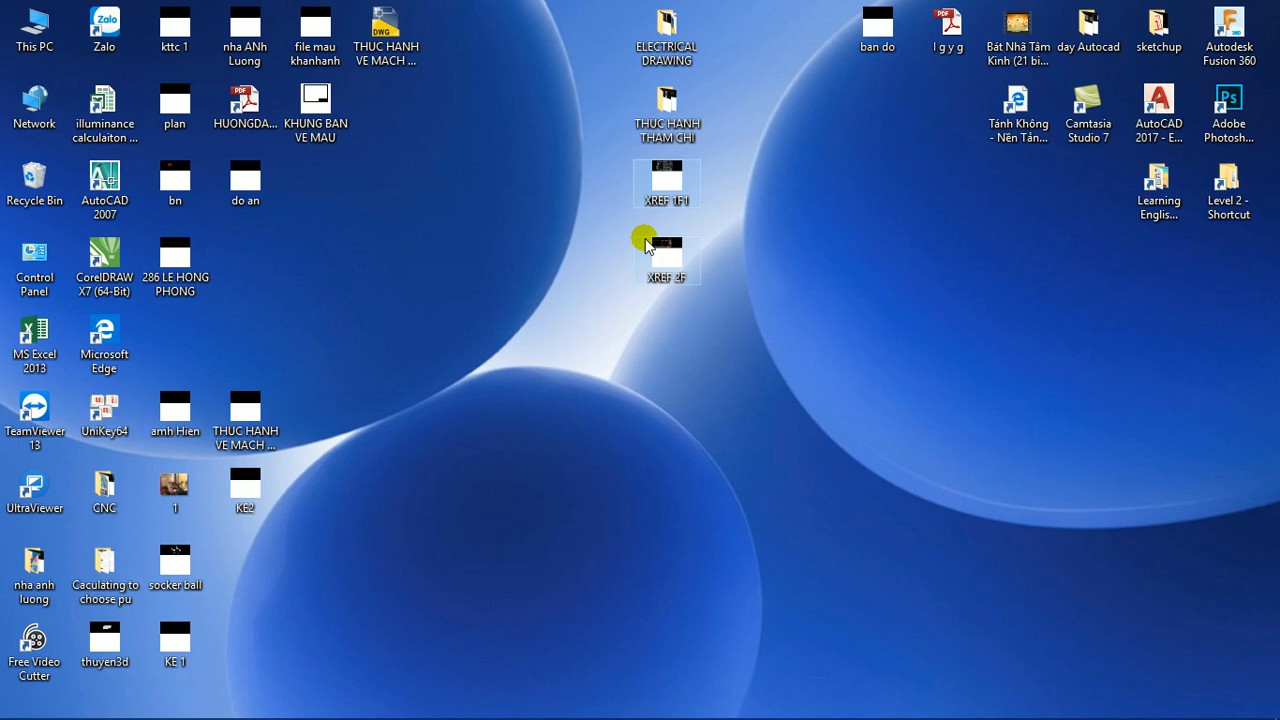 This PC
Zalo
kttc 1
nha ANh
Luong
file mau
khanhanh
DWG
THUC HANH
VE MACH ...
ELECTRICAL
DRAWING
ban do
PDF
l g y g
Bát Nhã Tâm
Kinh (21 bi...
day Autocad
sketchup
Autodesk
Fusion 360
Network
illuminance
calculaiton ...
plan
PDF
HUONGDA...
KHUNG BAN
VE MAU
THUC HANH
THAM CHI
Tánh Không
- Nền Tản...
Camtasia
Studio 7
AutoCAD
2017 - E...
Adobe
Photosh...
Recycle Bin
AutoCAD
2007
bn
do an
XREF 1F1
Learning
Englis...
Level 2 -
Shortcut
Control
Panel
CorelDRAW
X7 (64-Bit)
286 LE HONG
PHONG
XREF 2F
MS Excel
2013
Microsoft
Edge
TeamViewer
13
UniKey64
amh Hien
THUC HANH
VE MACH ...
UltraViewer
CNC
1
KE2
nha anh
luong
Caculating to
choose pu
socker ball
Free Video
Cutter
thuyen3d
KE 1